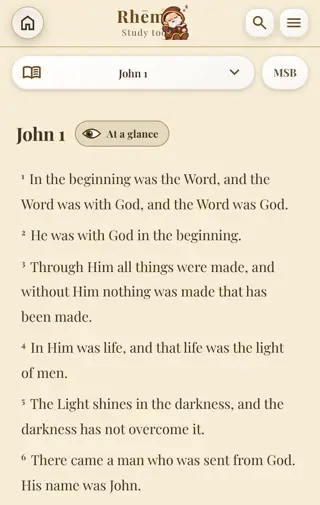 Rhēm
Study too
John 1
MSB
John 1
At a glance
1 In the beginning was the Word, and the
Word was with God, and the Word was God.
2 He was with God in the beginning.
3 Through Him all things were made, and
without Him nothing was made that has
been made.
4 In Him was life, and that life was the light
of men.
5 The Light shines in the darkness, and the
darkness has not overcome it.
6 There came a man who was sent from God.
His name was John.